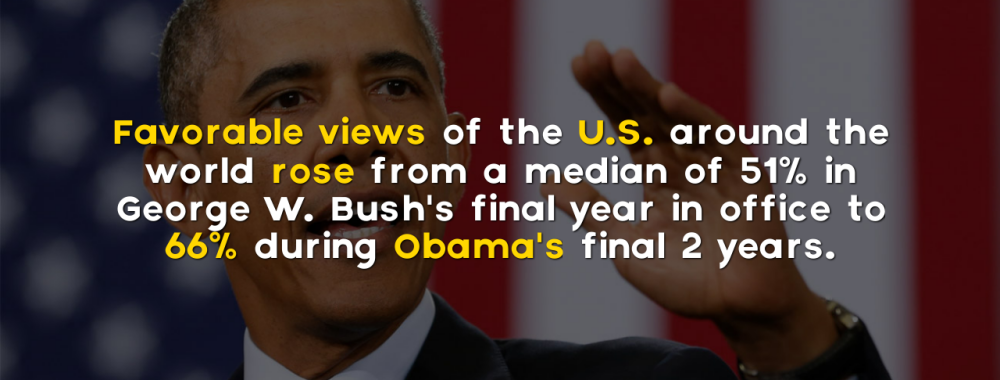 Favorable views of the U.S. around the
world rose from a median of 51% in
George W. Bush's final year in office to
66% during Obama's final 2 years.